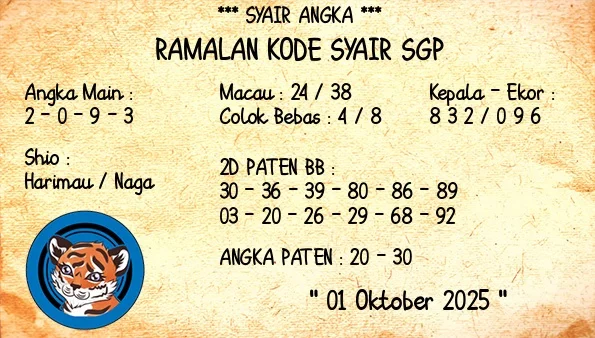 *** SYAIR ANGKA ***
RAMALAN KODE SYAIR SGP
Angka Main :
2 - 0 - 9 - 3
Shio :
Harimau / Naga
Macau : 24 / 38
Colok Bebas : 4 / 8
Kepala - Ekor :
8 3 2 / 0 9 6
2D PATEN BB :
30 - 36 - 39 - 80 - 86 - 89
03 - 20 - 26 - 29 - 68 - 92
ANGKA PATEN : 20 - 30
" 01 Oktober 2025 "